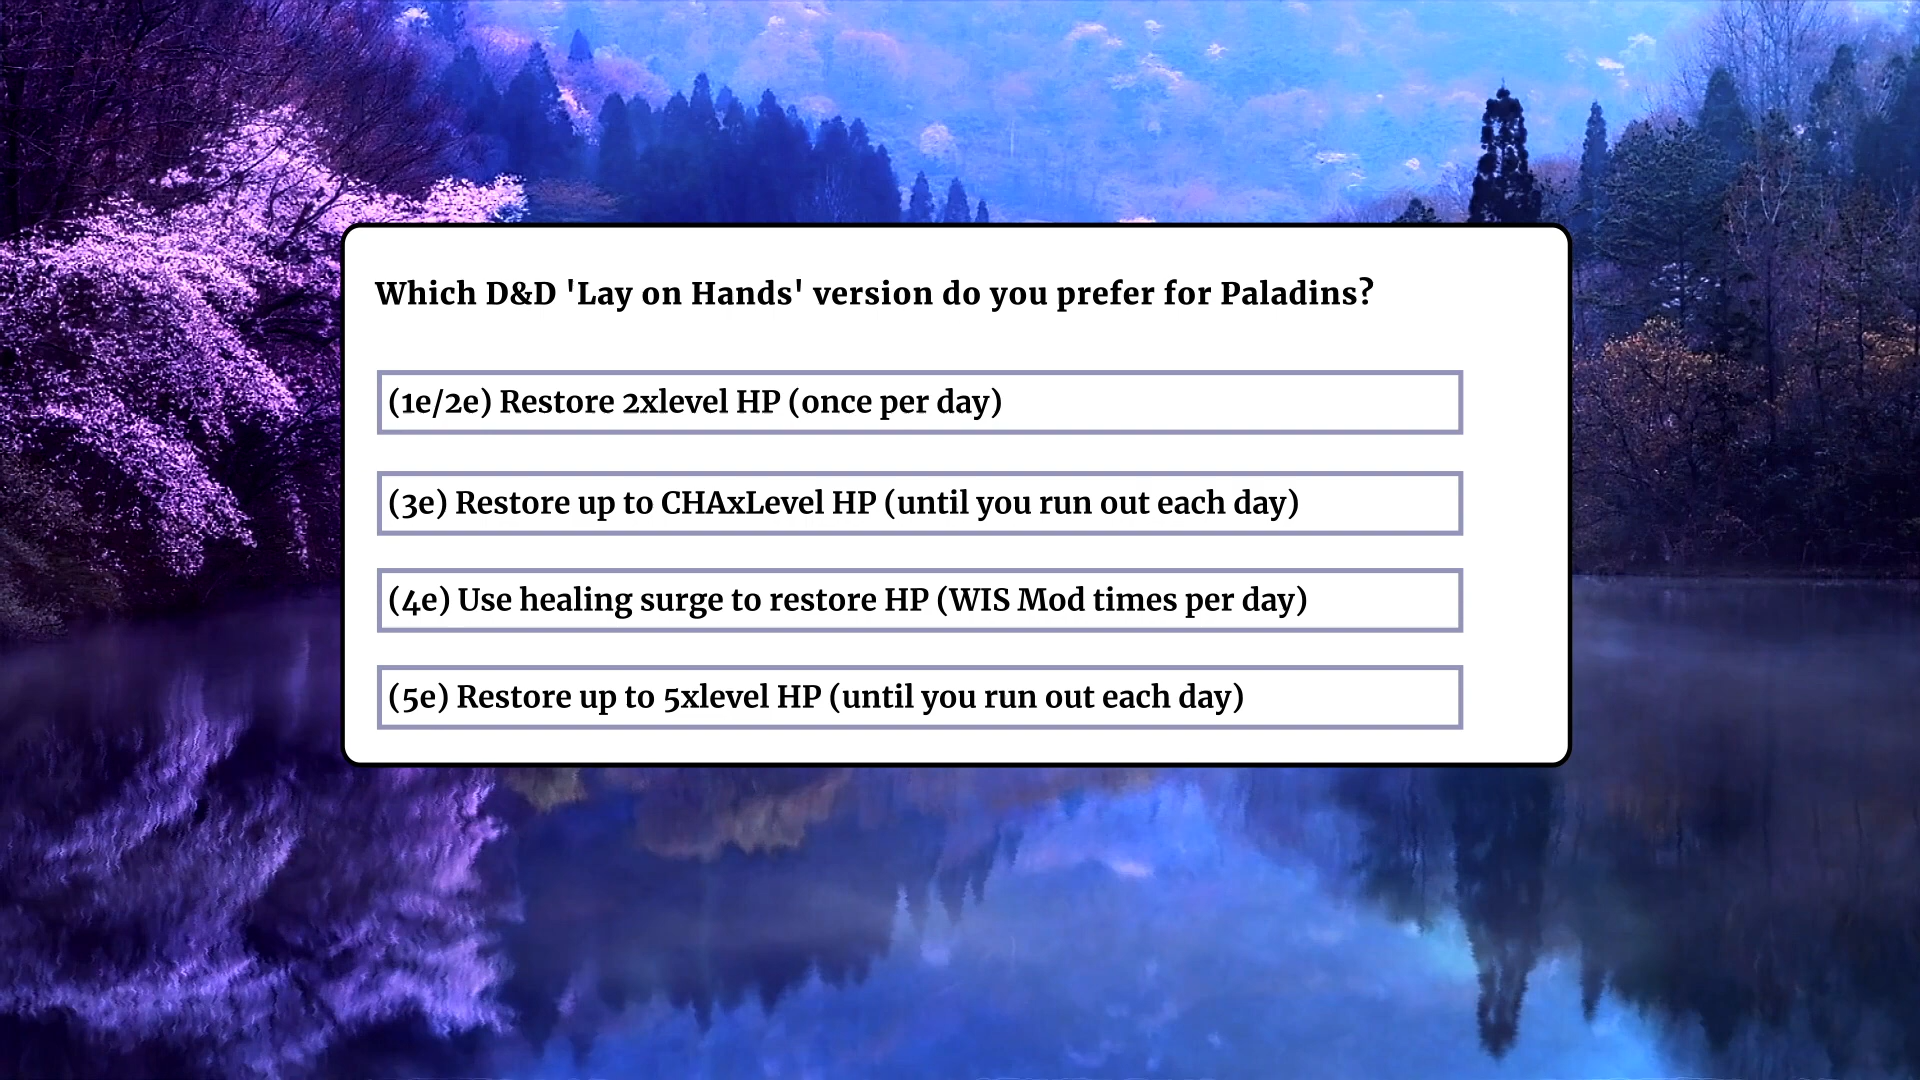 Which D&D 'Lay on Hands' version do you prefer for Paladins?
(1e/2e) Restore 2xlevel HP (once per day)
(3e) Restore up to CHAxLevel HP (until you run out each day)
(4e) Use healing surge to restore HP (WIS Mod times per day)
(5e) Restore up to 5xlevel HP (until you run out each day)